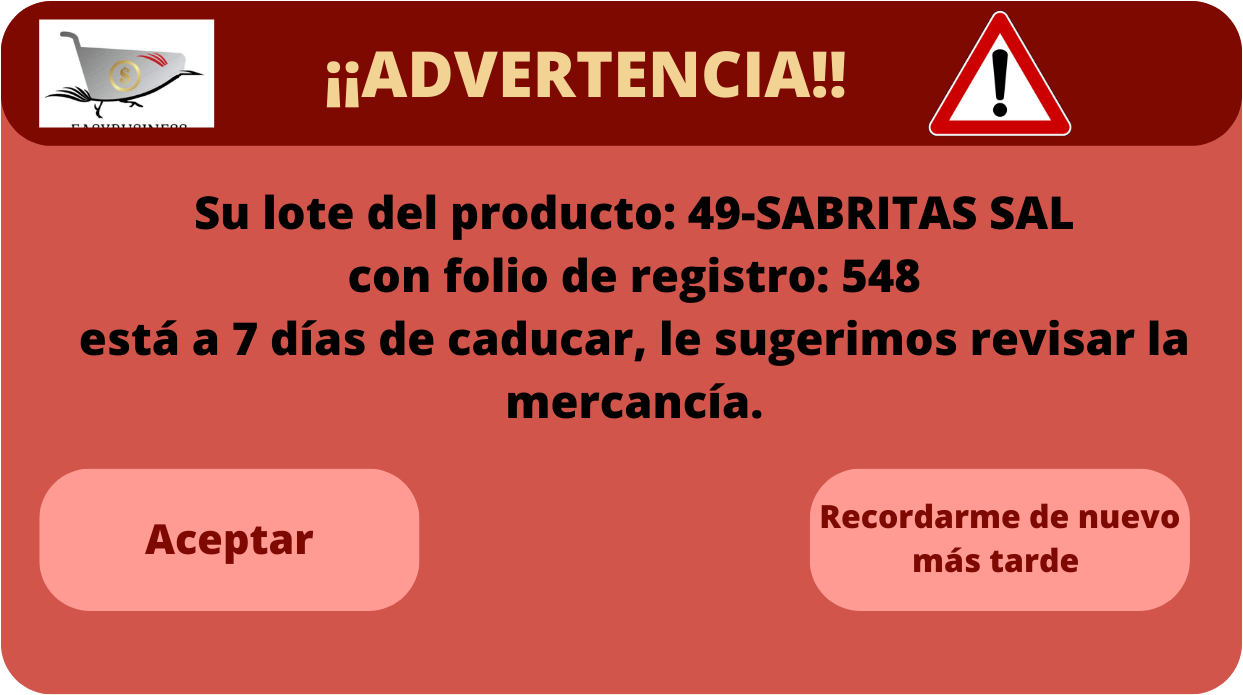 ¡¡ADVERTENCIA!!
EASYBUSINESS
Su lote del producto: 49-SABRITAS SAL
con folio de registro: 548
está a 7 días de caducar, le sugerimos revisar la
mercancía.
Aceptar
Recordarme de nuevo
más tarde